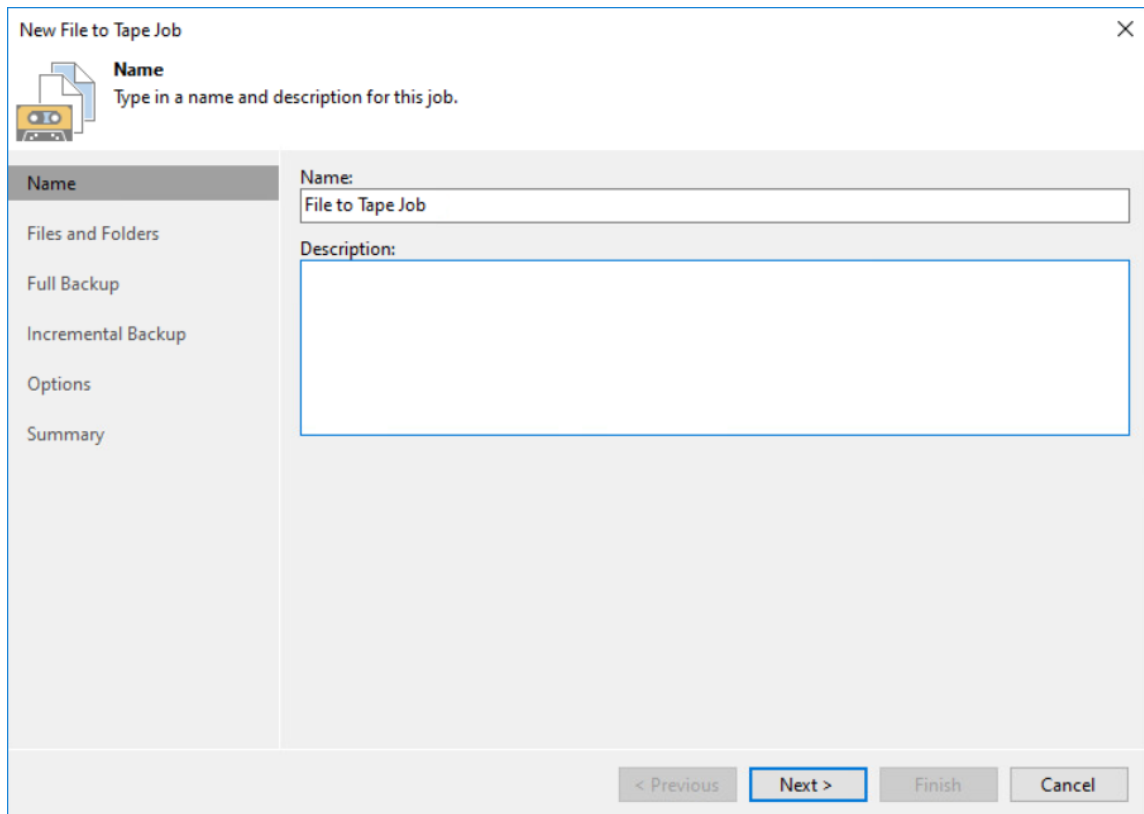 New File to Tape Job
Name
Type in a name and description for this job.
Name
Files and Folders
Full Backup
Incremental Backup
Options
Summary
Name:
File to Tape Job
Description:
< Previous
Next >
Finish
Cancel